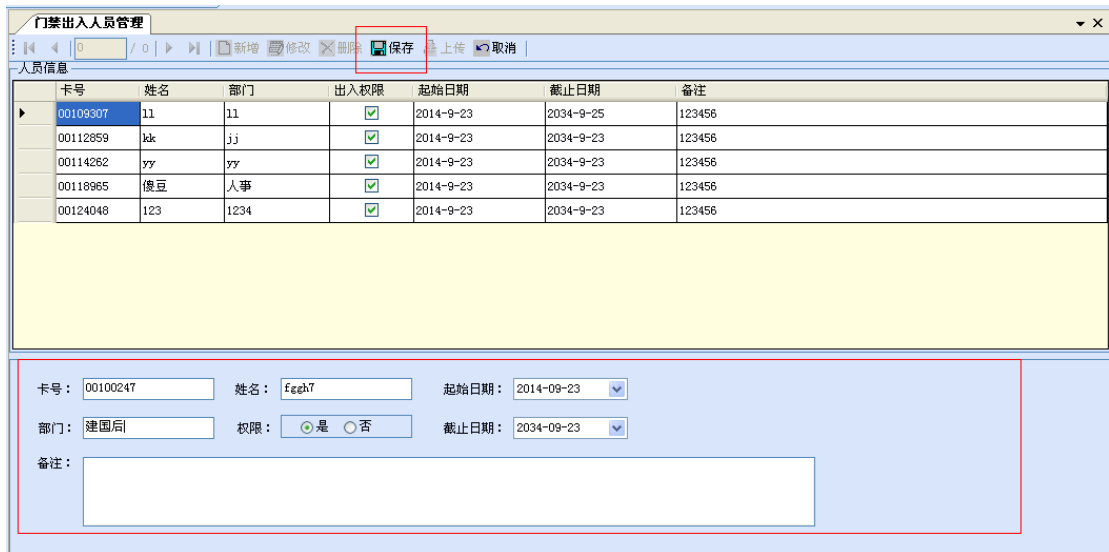 门禁出入人员管理
0 / 0 新增 修改 删除 保存 上传 取消
人员信息
卡号 姓名 部门 出入权限 起始日期 截止日期 备注
00109307 ll ll 2014-9-23 2034-9-25 123456
00112859 kk jj 2014-9-23 2034-9-23 123456
00114262 yy yy 2014-9-23 2034-9-23 123456
00118965 傻豆 人事 2014-9-23 2034-9-23 123456
00124048 123 1234 2014-9-23 2034-9-23 123456
卡号： 00100247 姓名： fggh7 起始日期： 2014-09-23
部门： 建国后 权限： 是 否 截止日期： 2034-09-23
备注：